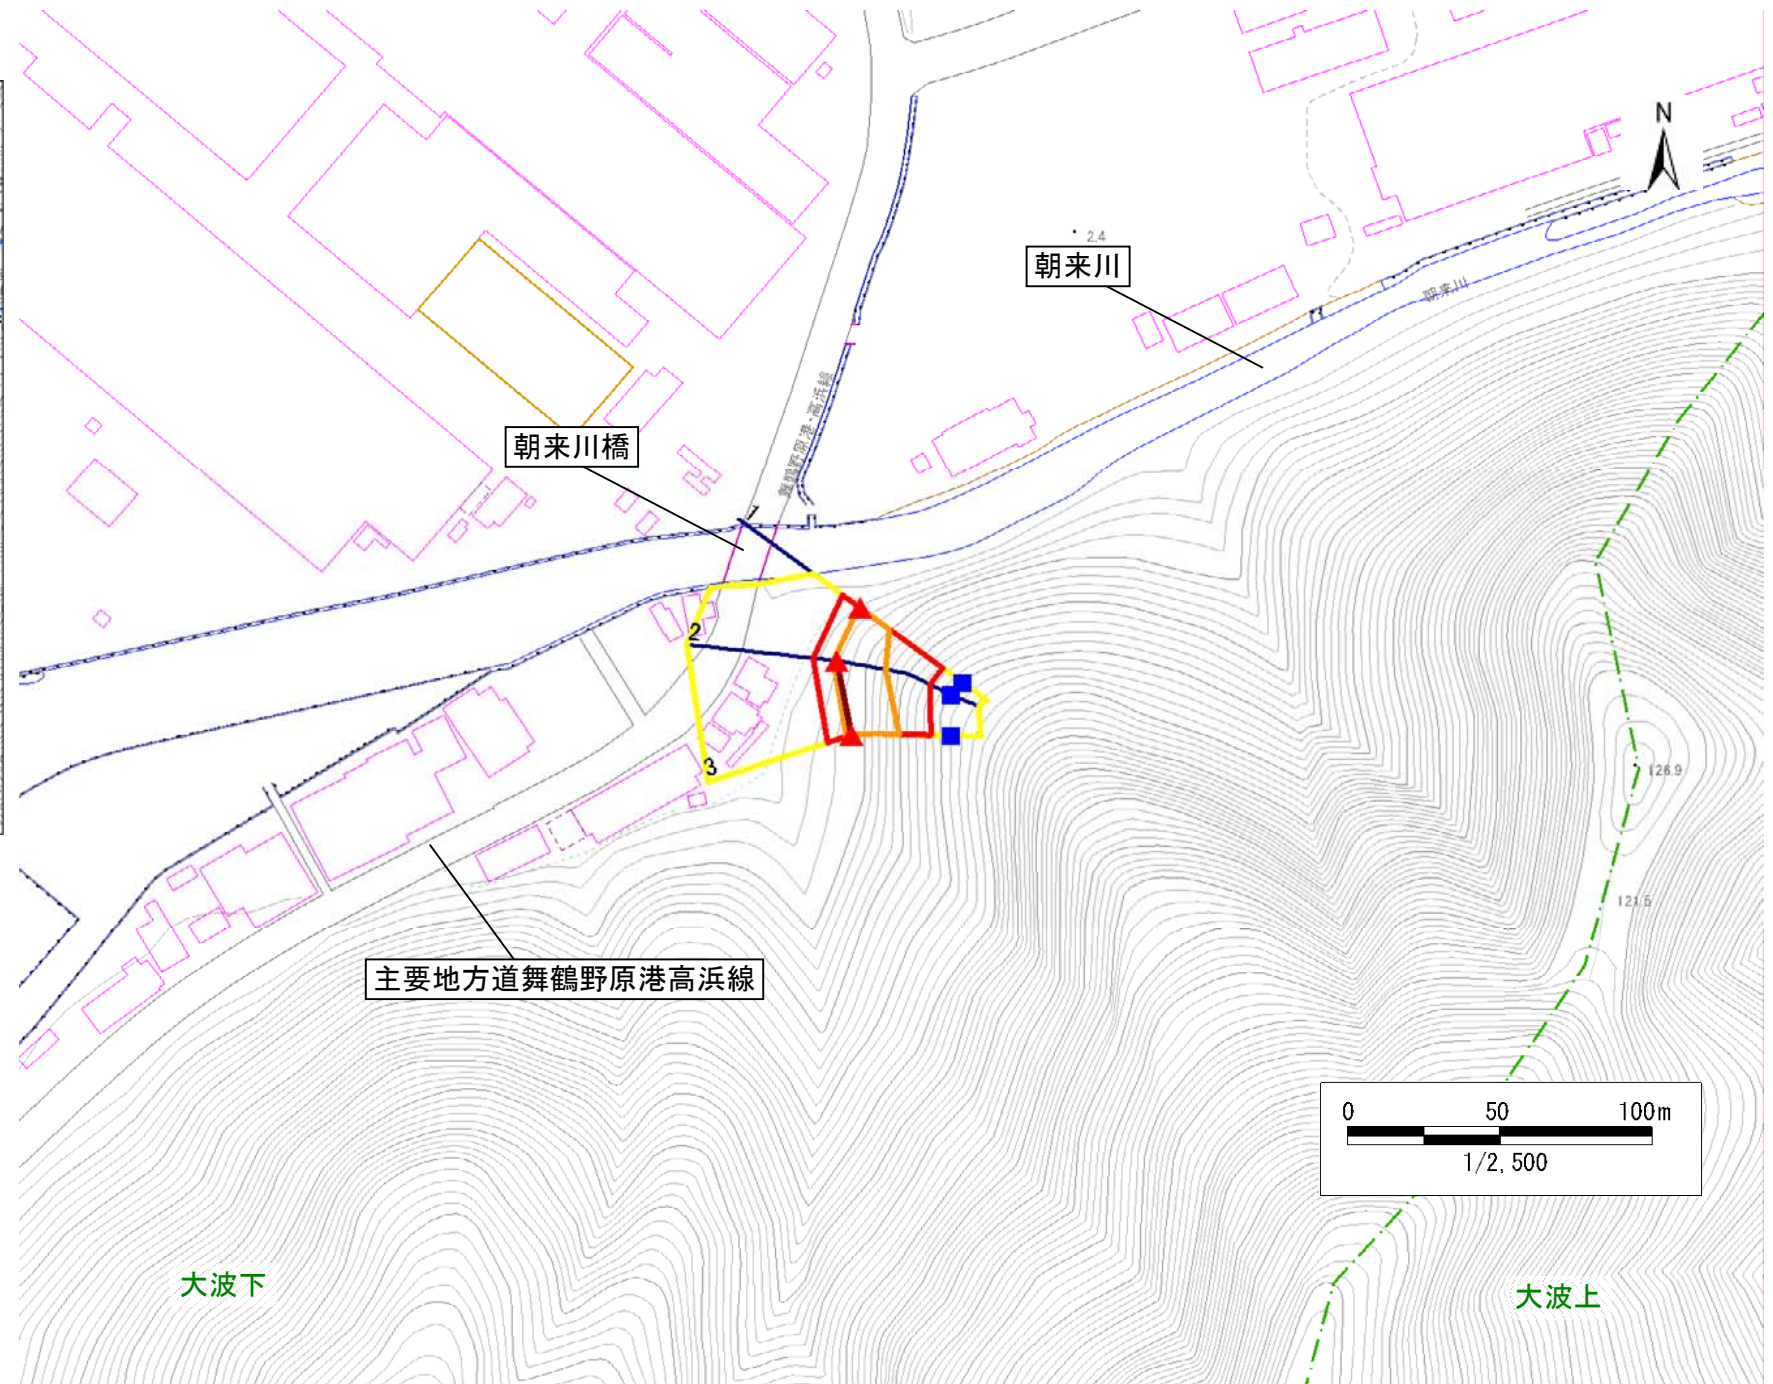 N
2.4
朝来川
朝来川
舞鶴野原港・高浜線
朝来川橋
1
2
3
126.9
121.5
主要地方道舞鶴野原港高浜線
0 50 100m
1/2,500
大波下
大波上